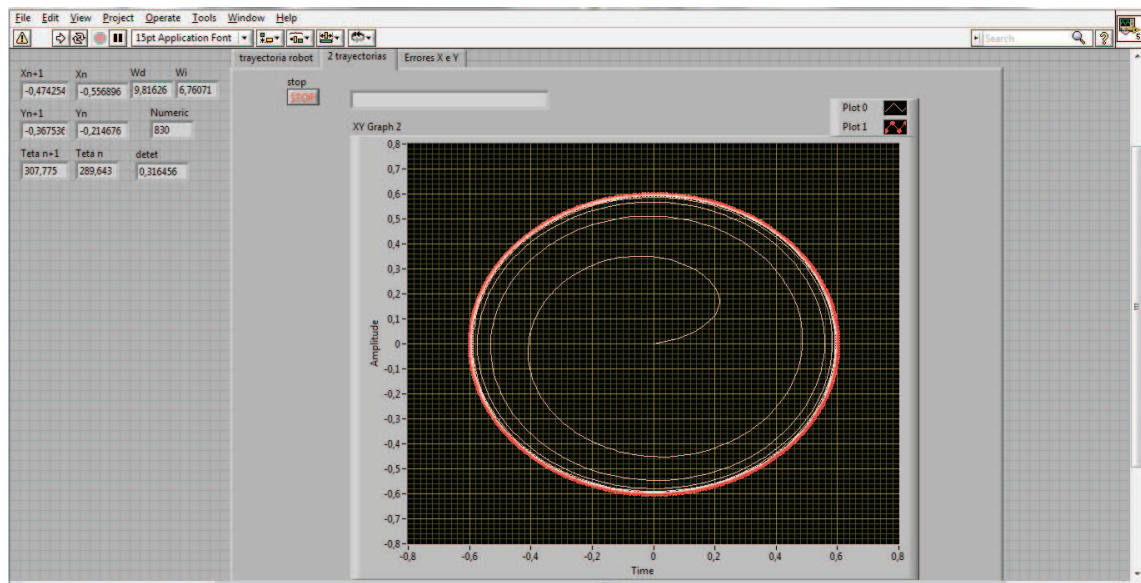 File Edit View Project Operate Tools Window Help
15pt Application Font
Search
?
5
trayectoria robot 2 trayectorias Errores X e Y
Xn+1 Xn Wd Wi
-0,474254 -0,556896 9,81626 6,76071
Yn+1 Yn Numeric
-0,367536 -0,214676 830
Teta n+1 Teta n detet
307,775 289,643 0,316456
stop
STOP
Plot 0
Plot 1
XY Graph 2
Amplitude
0,8
0,7
0,6
0,5
0,4
0,3
0,2
0,1
0
-0,1
-0,2
-0,3
-0,4
-0,5
-0,6
-0,7
-0,8
-0,8 -0,6 -0,4 -0,2 0 0,2 0,4 0,6 0,8
Time